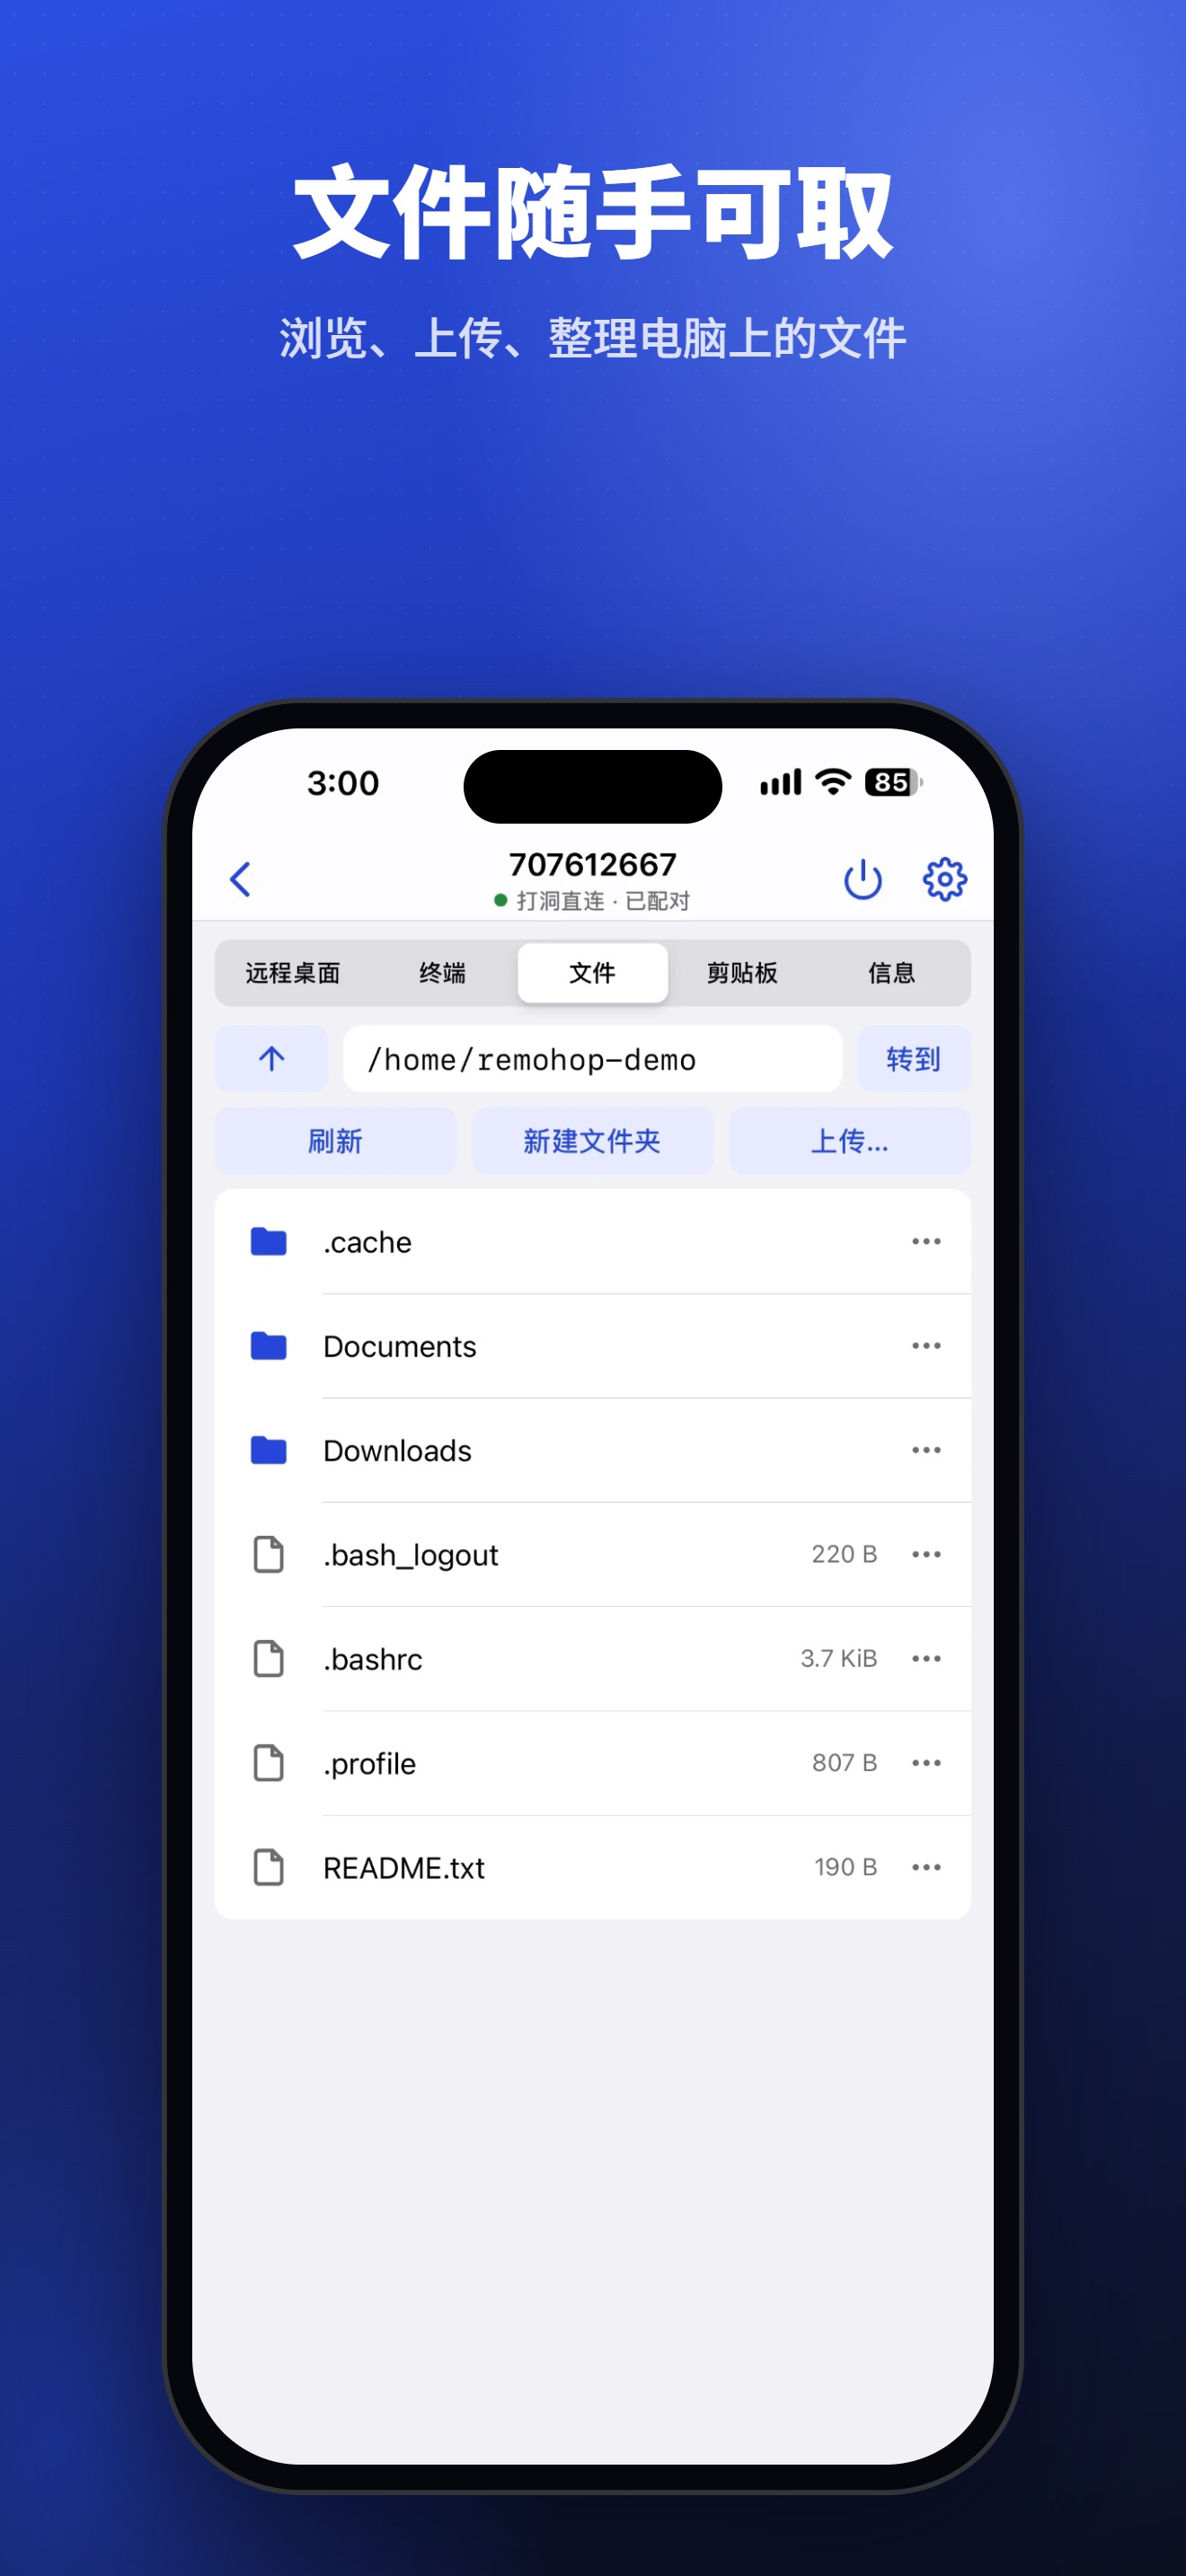 文件随手可取
浏览、上传、整理电脑上的文件
3:00
85
707612667
打洞直连 · 已配对
远程桌面 终端 文件 剪贴板 信息
/home/remohop-demo 转到
刷新 新建文件夹 上传...
.cache
Documents
Downloads
.bash_logout 220 B
.bashrc 3.7 KiB
.profile 807 B
README.txt 190 B